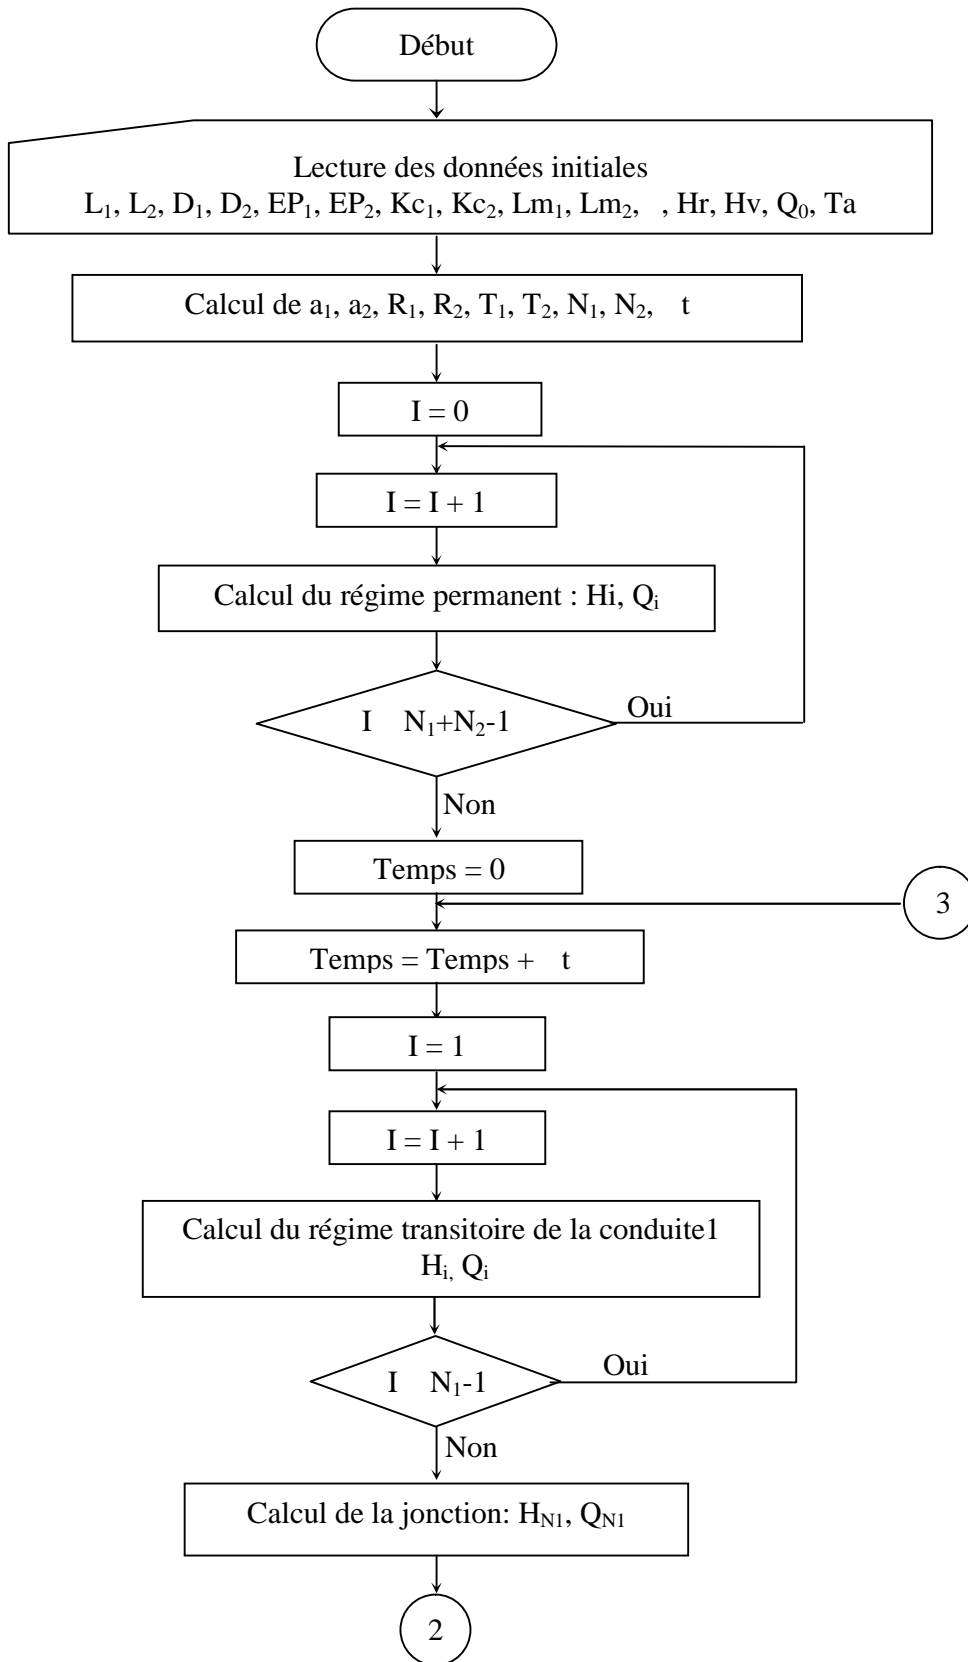 Début
Lecture des données initiales
L₁, L₂, D₁, D₂, EP₁, EP₂, Kc₁, Kc₂, Lm₁, Lm₂, , Hr, Hv, Q₀, Ta
Calcul de a₁, a₂, R₁, R₂, T₁, T₂, N₁, N₂, t
I = 0
I = I + 1
Calcul du régime permanent : Hi, Qᵢ
I N₁+N₂-1
Oui
Non
Temps = 0
3
Temps = Temps + t
I = 1
I = I + 1
Calcul du régime transitoire de la conduite1
Hᵢ, Qᵢ
I N₁-1
Oui
Non
Calcul de la jonction: H_N1, Q_N1
2